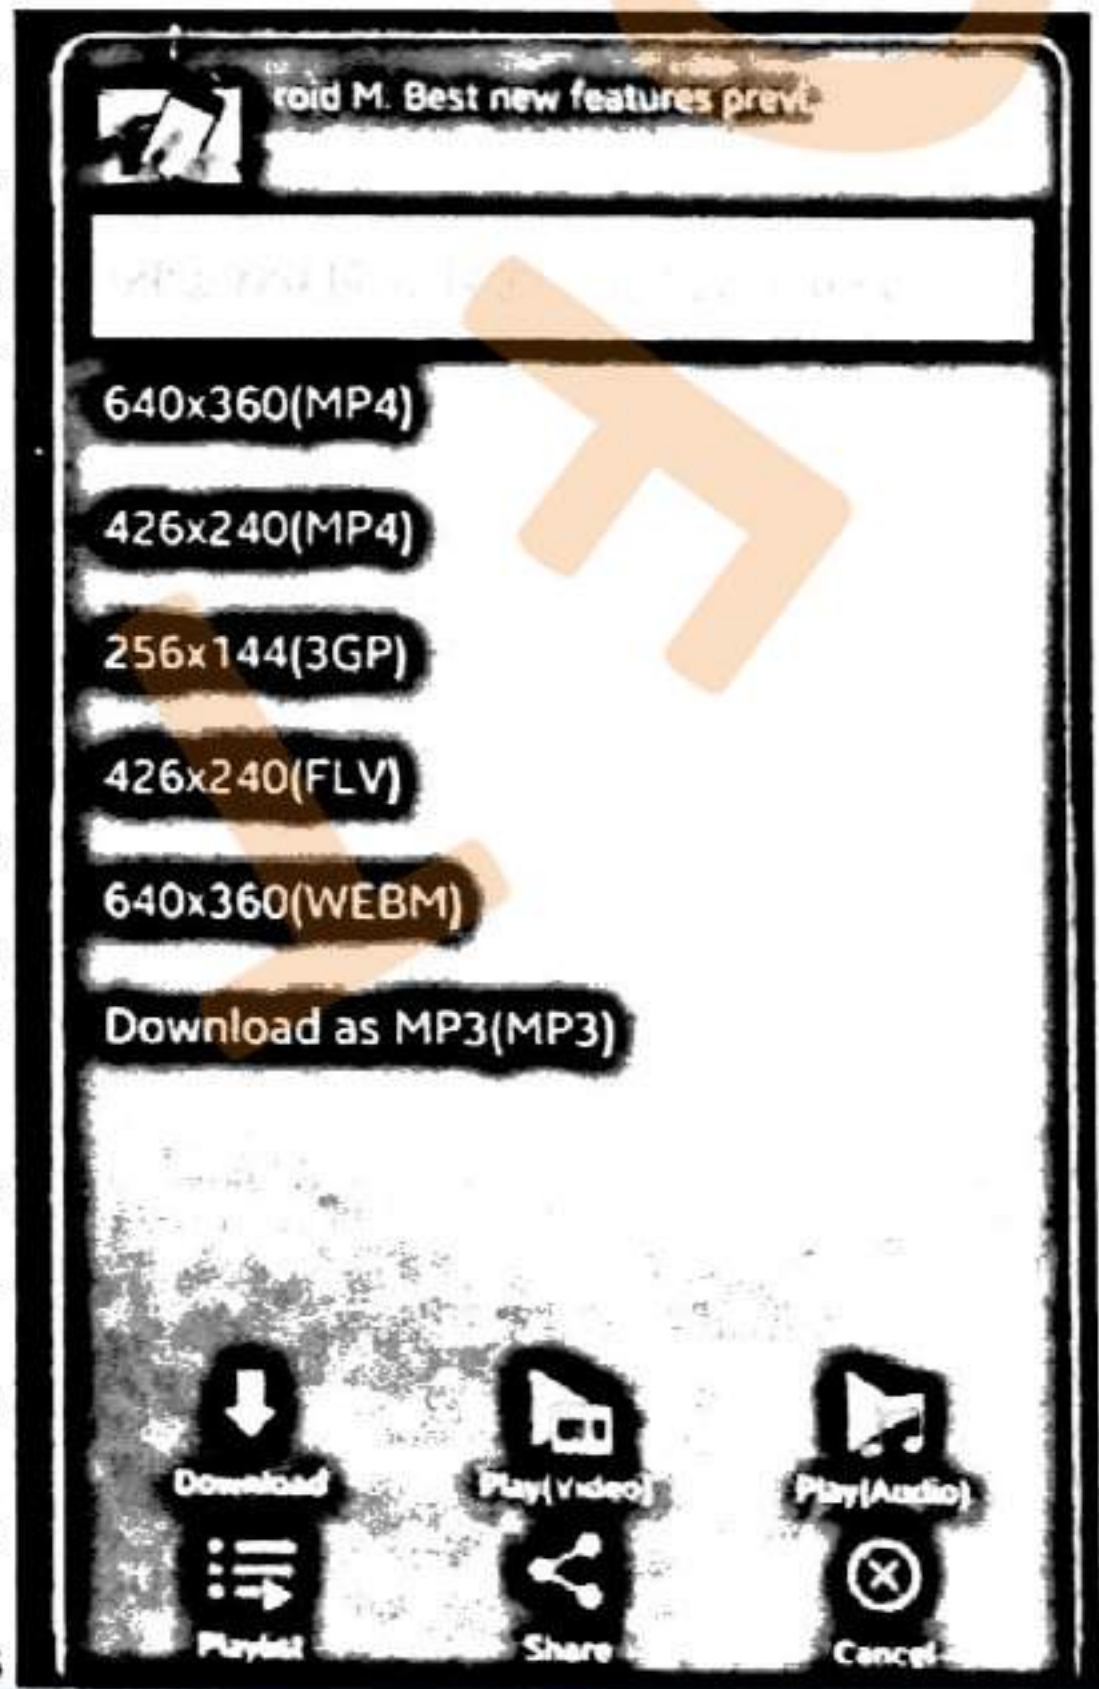 roid M. Best new features previ
640x360(MP4)
426x240(MP4)
256x144(3GP)
426x240(FLV)
640x360(WEBM)
Download as MP3(MP3)
Download Play(Video) Play(Audio)
Playlist Share Cancel